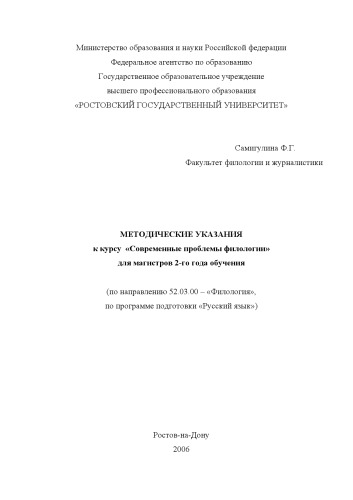 Министерство образования и науки Российской федерации
Федеральное агентство по образованию
Государственное образовательное учреждение
высшего профессионального образования
«РОСТОВСКИЙ ГОСУДАРСТВЕННЫЙ УНИВЕРСИТЕТ»
Самигулина Ф.Г.
Факультет филологии и журналистики
МЕТОДИЧЕСКИЕ УКАЗАНИЯ
к курсу «Современные проблемы филологии»
для магистров 2-го года обучения
(по направлению 52.03.00 – «Филология»,
по программе подготовки «Русский язык»)
Ростов-на-Дону
2006